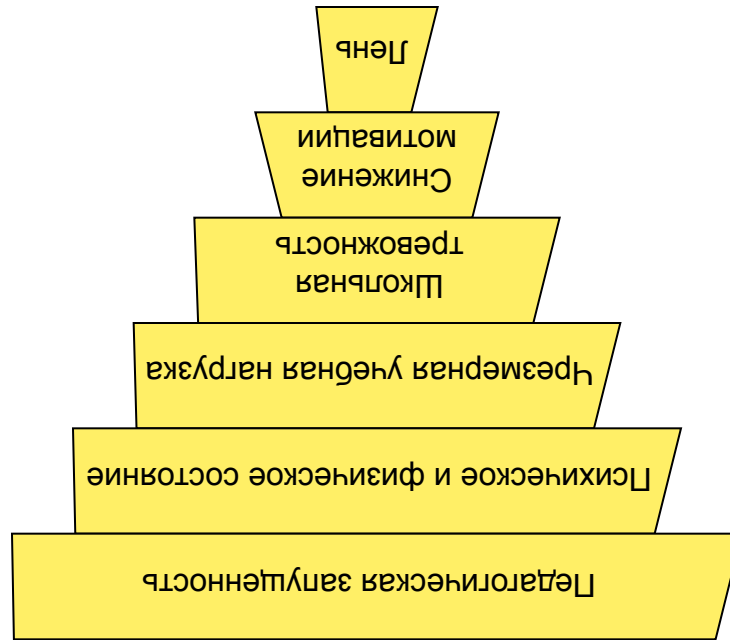 Педагогическая запущенность
Психическое и физическое состояние
Чрезмерная учебная нагрузка
Школьная
тревожность
Снижение
мотивации
Лень